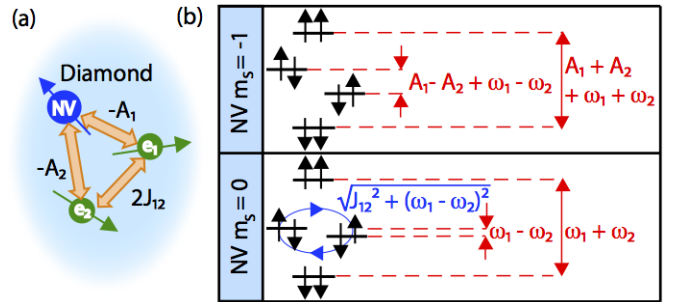 (a)
Diamond
NV
-A₁
e₁
-A₂
2J₁₂
e₂
(b)
NV mₛ = -1
A₁- A₂ + ω₁ - ω₂
A₁ + A₂
+ ω₁ + ω₂
NV mₛ = 0
√J₁₂² + (ω₁ - ω₂)²
ω₁ - ω₂
ω₁ + ω₂